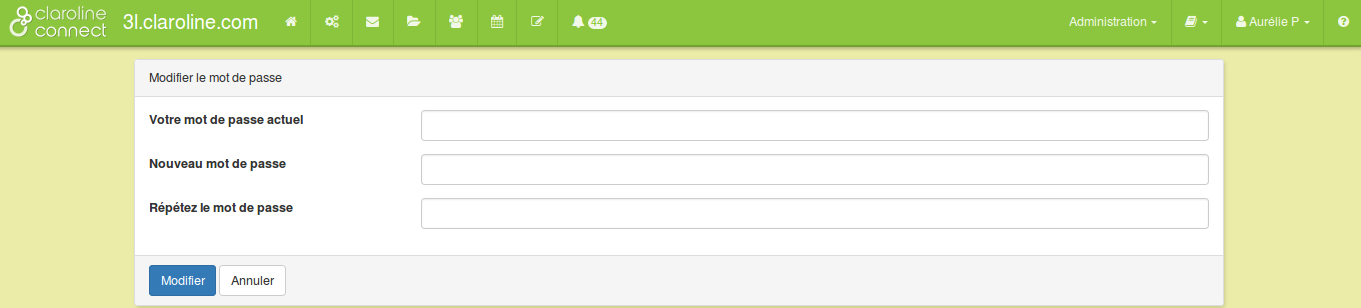 claroline
connect
3l.claroline.com
44
Administration
Aurélie P
Modifier le mot de passe
Votre mot de passe actuel
Nouveau mot de passe
Répétez le mot de passe
Modifier Annuler